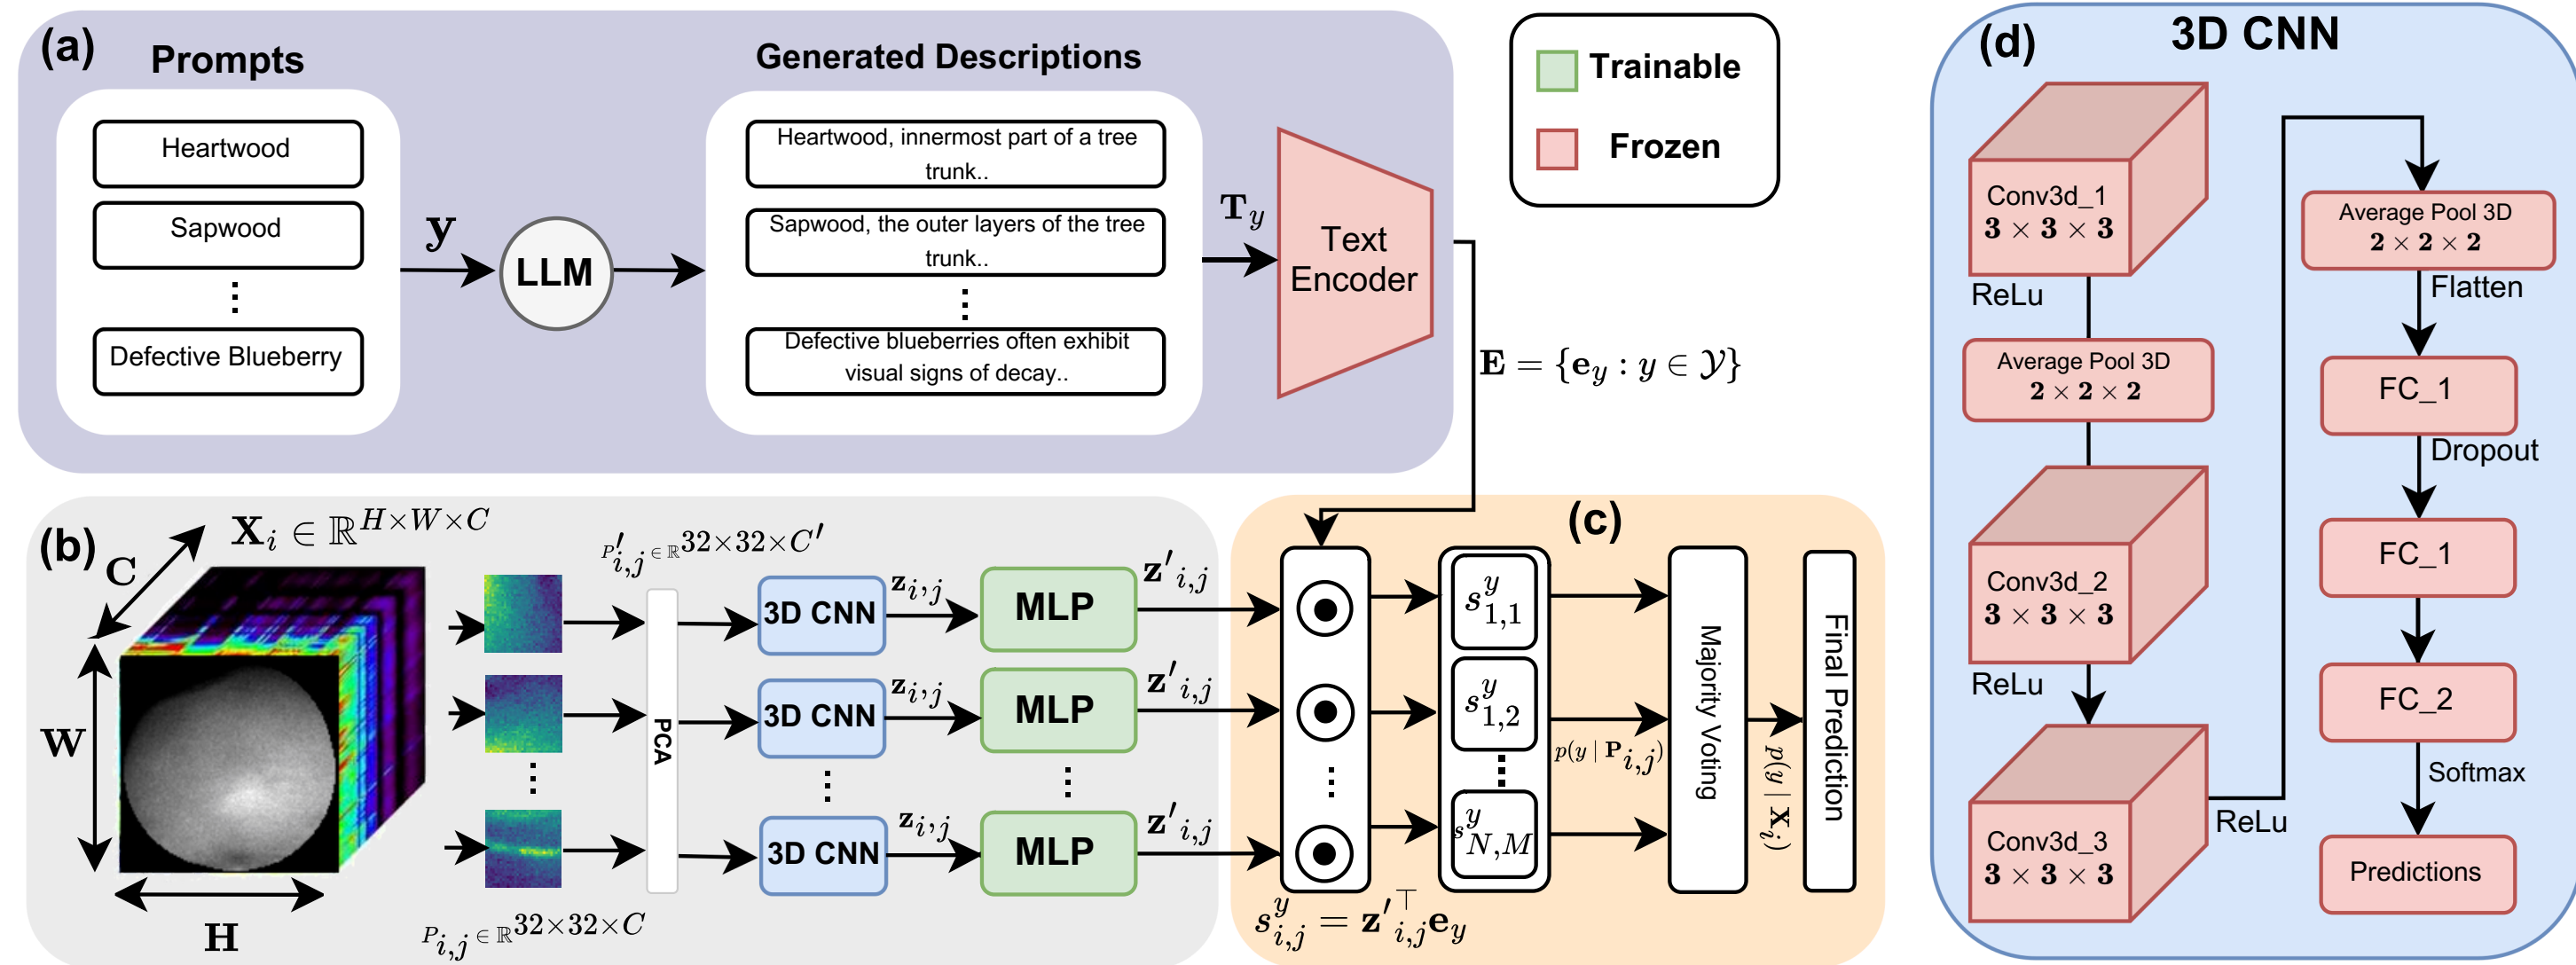 (a)
Prompts
Heartwood
Sapwood
⋮
Defective Blueberry
y
LLM
Generated Descriptions
Heartwood, innermost part of a tree
trunk..
Sapwood, the outer layers of the tree
trunk..
⋮
Defective blueberries often exhibit
visual signs of decay..
T_y
Text
Encoder
E = {e_y : y ∈ 𝒴}
Trainable
Frozen
(b)
C
X_i ∈ ℝ^{H×W×C}
W
H
P_{i,j} ∈ ℝ^{32×32×C}
P'_{i,j} ∈ ℝ^{32×32×C'}
PCA
3D CNN
z_{i,j}
MLP
z'_{i,j}
3D CNN
z_{i,j}
MLP
z'_{i,j}
⋮
3D CNN
z_{i,j}
MLP
z'_{i,j}
(c)
s^y_{1,1}
s^y_{1,2}
⋮
s^y_{N,M}
s^y_{i,j} = z'^⊤_{i,j} e_y
p(y | P_{i,j})
Majority Voting
p(y | X_i)
Final Prediction
(d)
3D CNN
Conv3d_1
3 × 3 × 3
ReLu
Average Pool 3D
2 × 2 × 2
Conv3d_2
3 × 3 × 3
ReLu
Conv3d_3
3 × 3 × 3
ReLu
Average Pool 3D
2 × 2 × 2
Flatten
FC_1
Dropout
FC_1
FC_2
Softmax
Predictions